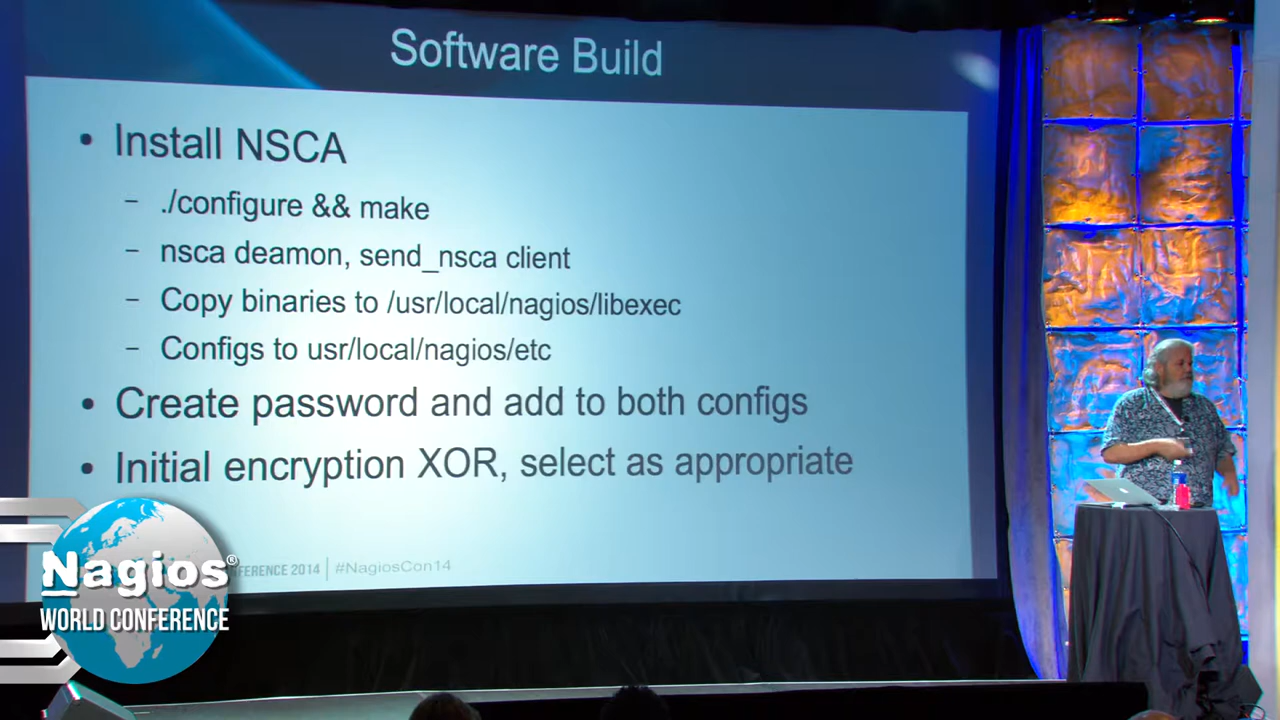 Software Build
• Install NSCA
– ./configure && make
– nsca deamon, send_nsca client
– Copy binaries to /usr/local/nagios/libexec
– Configs to usr/local/nagios/etc
• Create password and add to both configs
• Initial encryption XOR, select as appropriate
2014 | #NagiosCon14
Nagios®
WORLD CONFERENCE